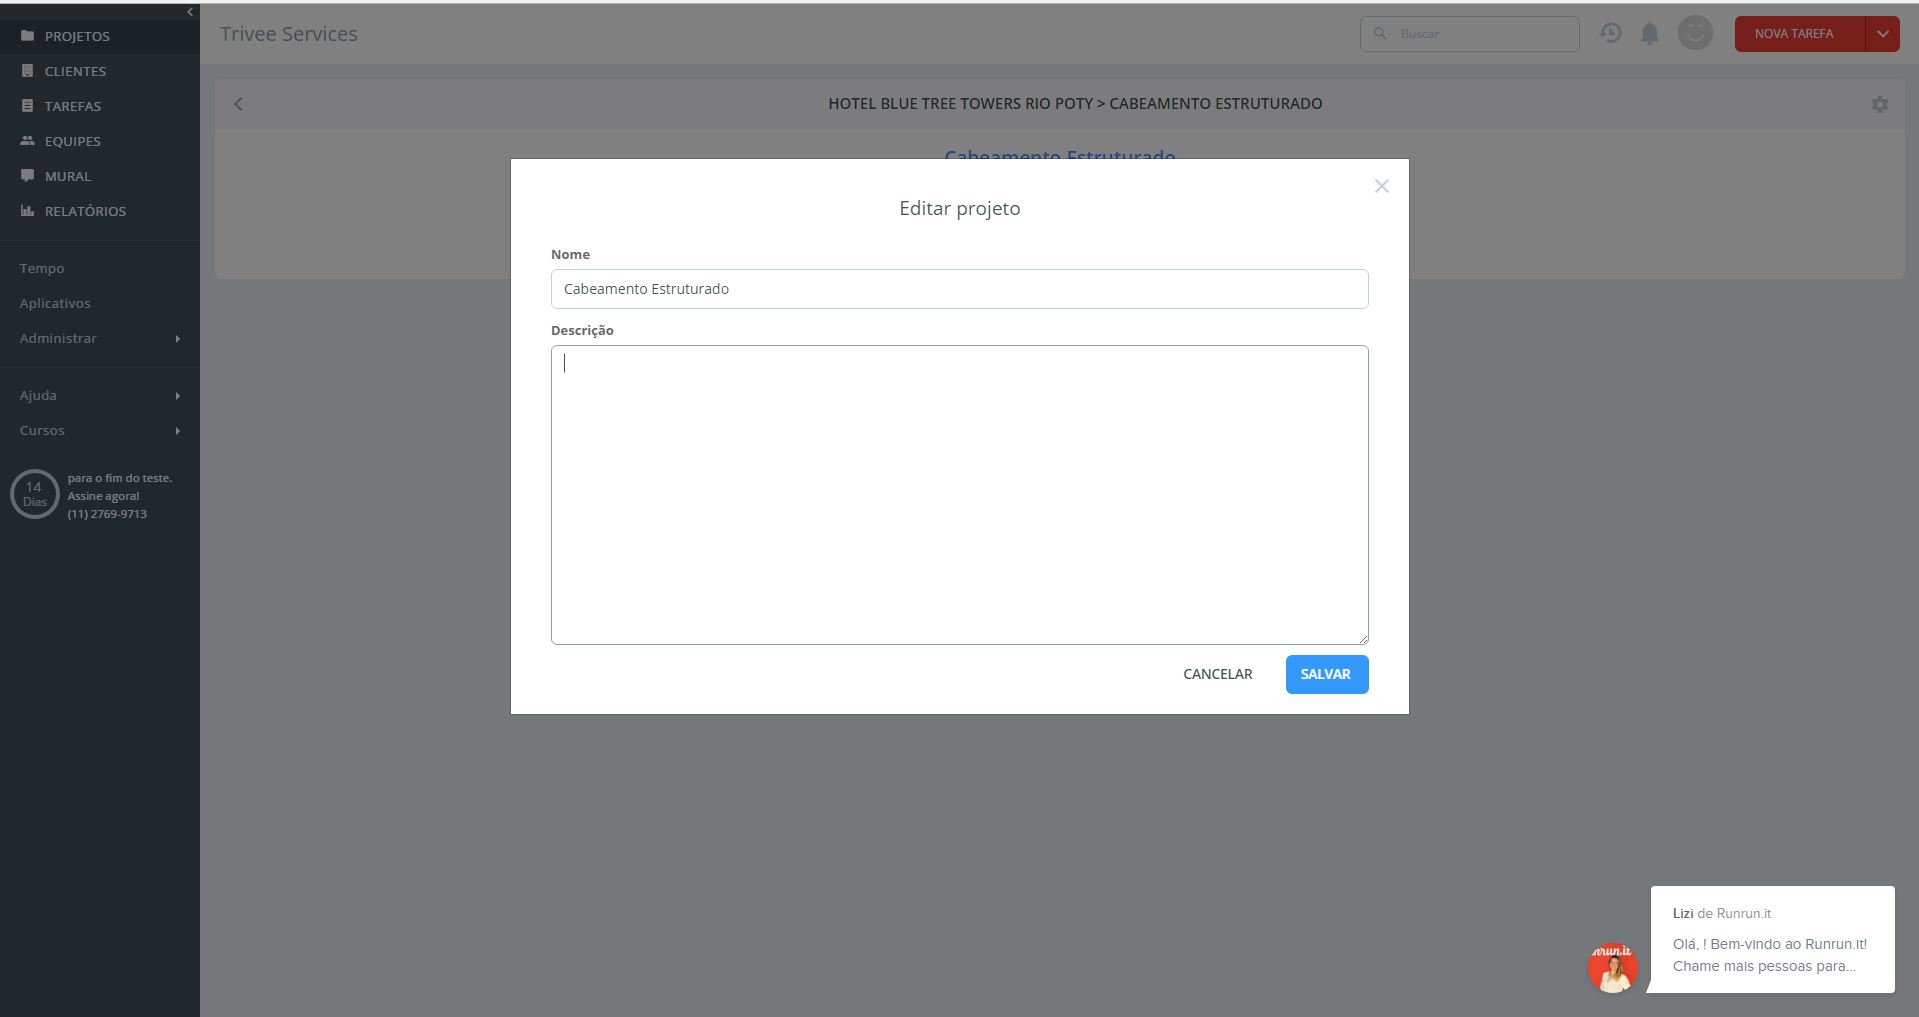 PROJETOS
CLIENTES
TAREFAS
EQUIPES
MURAL
RELATÓRIOS
Tempo
Aplicativos
Administrar
Ajuda
Cursos
14
Dias
para o fim do teste.
Assine agora!
(11) 2769-9713
Trivee Services
Buscar
NOVA TAREFA
HOTEL BLUE TREE TOWERS RIO POTY > CABEAMENTO ESTRUTURADO
Cabeamento Estruturado
Editar projeto
Nome
Cabeamento Estruturado
Descrição
CANCELAR
SALVAR
Lizi de Runrun.it
Olá, ! Bem-vindo ao Runrun.it!
Chame mais pessoas para...